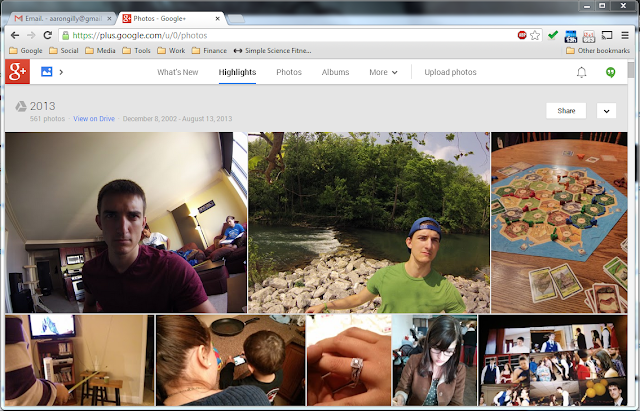 Email. - aarongilly@gmai
Photos - Google+
https://plus.google.com/u/0/photos
Google
Social
Media
Tools
Work
Finance
Simple Science Fitne...
Other bookmarks
g+
What's New
Highlights
Photos
Albums
More
Upload photos
2013
561 photos
View on Drive
December 8, 2002 - August 13, 2013
Share